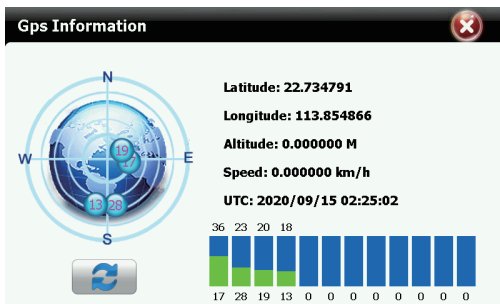 Gps Information
N
Latitude: 22.734791
Longitude: 113.854866
19
17
W
E
Altitude: 0.000000 M
Speed: 0.000000 km/h
13 28
UTC: 2020/09/15 02:25:02
S
36 23 20 18
17 28 19 13 0 0 0 0 0 0 0 0